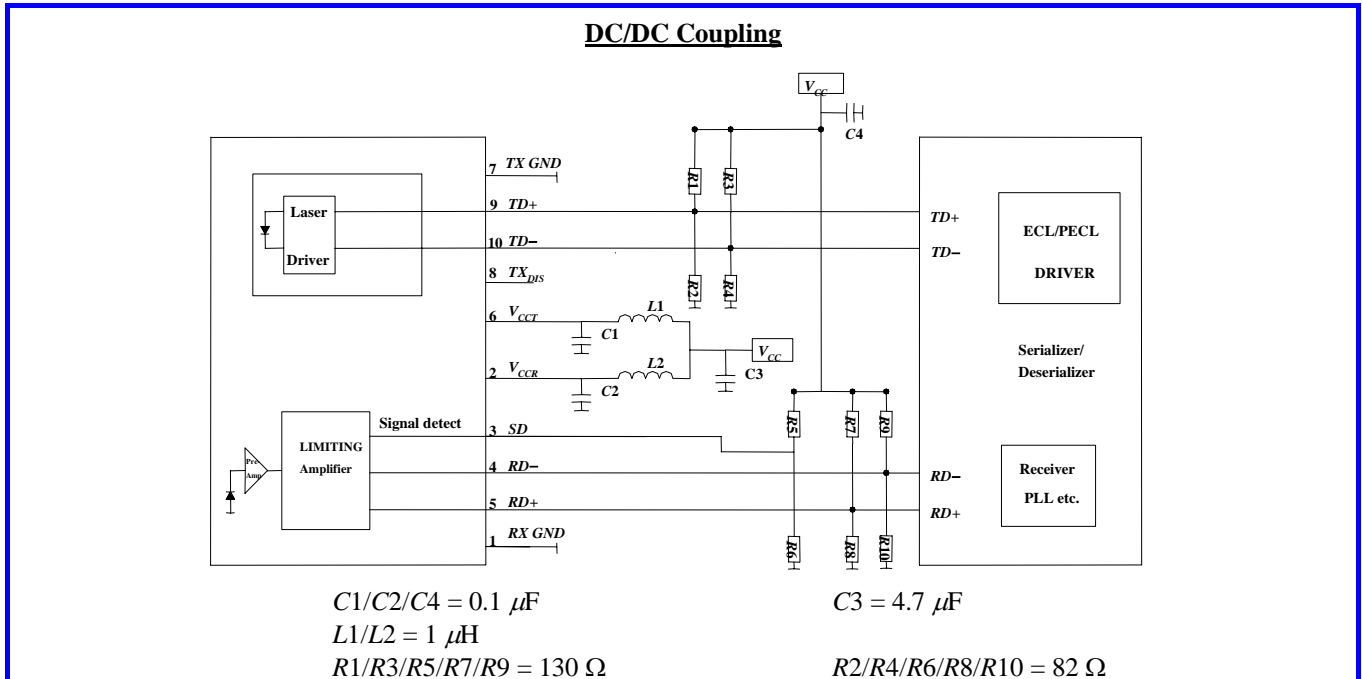 DC/DC Coupling
V_CC
C4
7 TX GND
R1
R3
Laser
Driver
9 TD+
TD+
ECL/PECL
DRIVER
10 TD−
TD−
8 TX_DIS
R2
R4
6 V_CCT
L1
C1
V_CC
C3
Serializer/
Deserializer
2 V_CCR
L2
C2
Signal detect
3 SD
R5
R7
R9
LIMITING
Amplifier
Pre-
Amp
4 RD−
RD−
Receiver
PLL etc.
5 RD+
RD+
1 RX GND
R6
R8
R10
C1/C2/C4 = 0.1 μF
C3 = 4.7 μF
L1/L2 = 1 μH
R1/R3/R5/R7/R9 = 130 Ω
R2/R4/R6/R8/R10 = 82 Ω